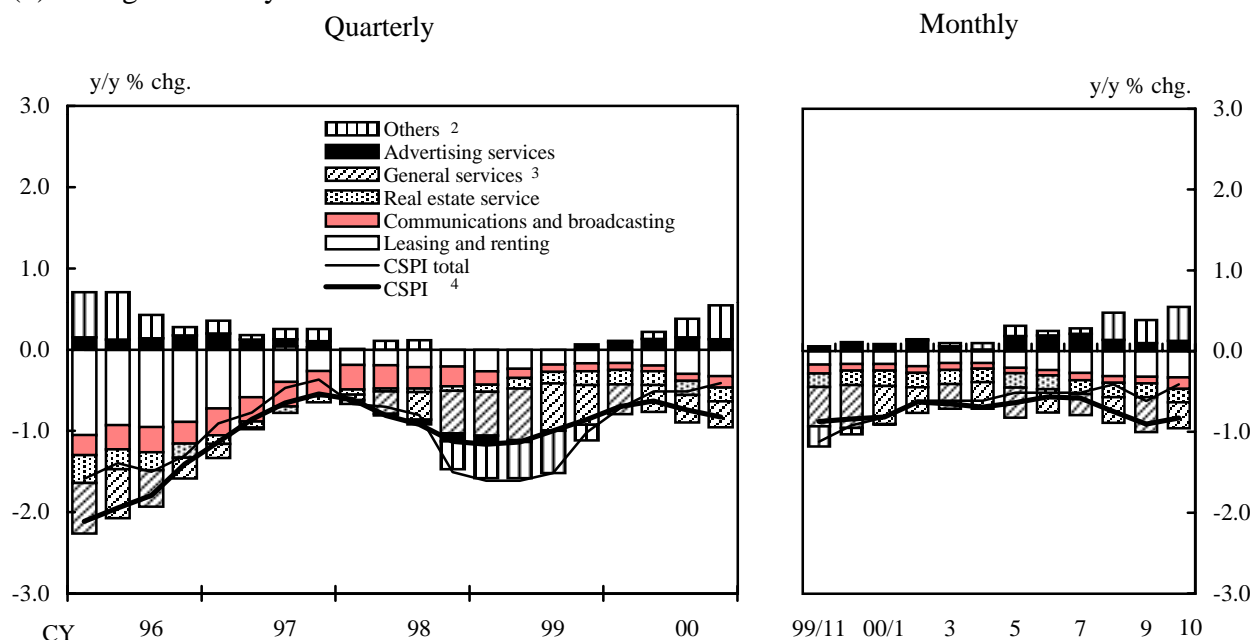 Quarterly
Monthly
y/y % chg.
y/y % chg.
3.0
2.0
1.0
0.0
-1.0
-2.0
-3.0
Others 2
Advertising services
General services 3
Real estate service
Communications and broadcasting
Leasing and renting
CSPI total
CSPI 4
3.0
2.0
1.0
0.0
-1.0
-2.0
-3.0
CY 96 97 98 99 00
99/11 00/1 3 5 7 9 10